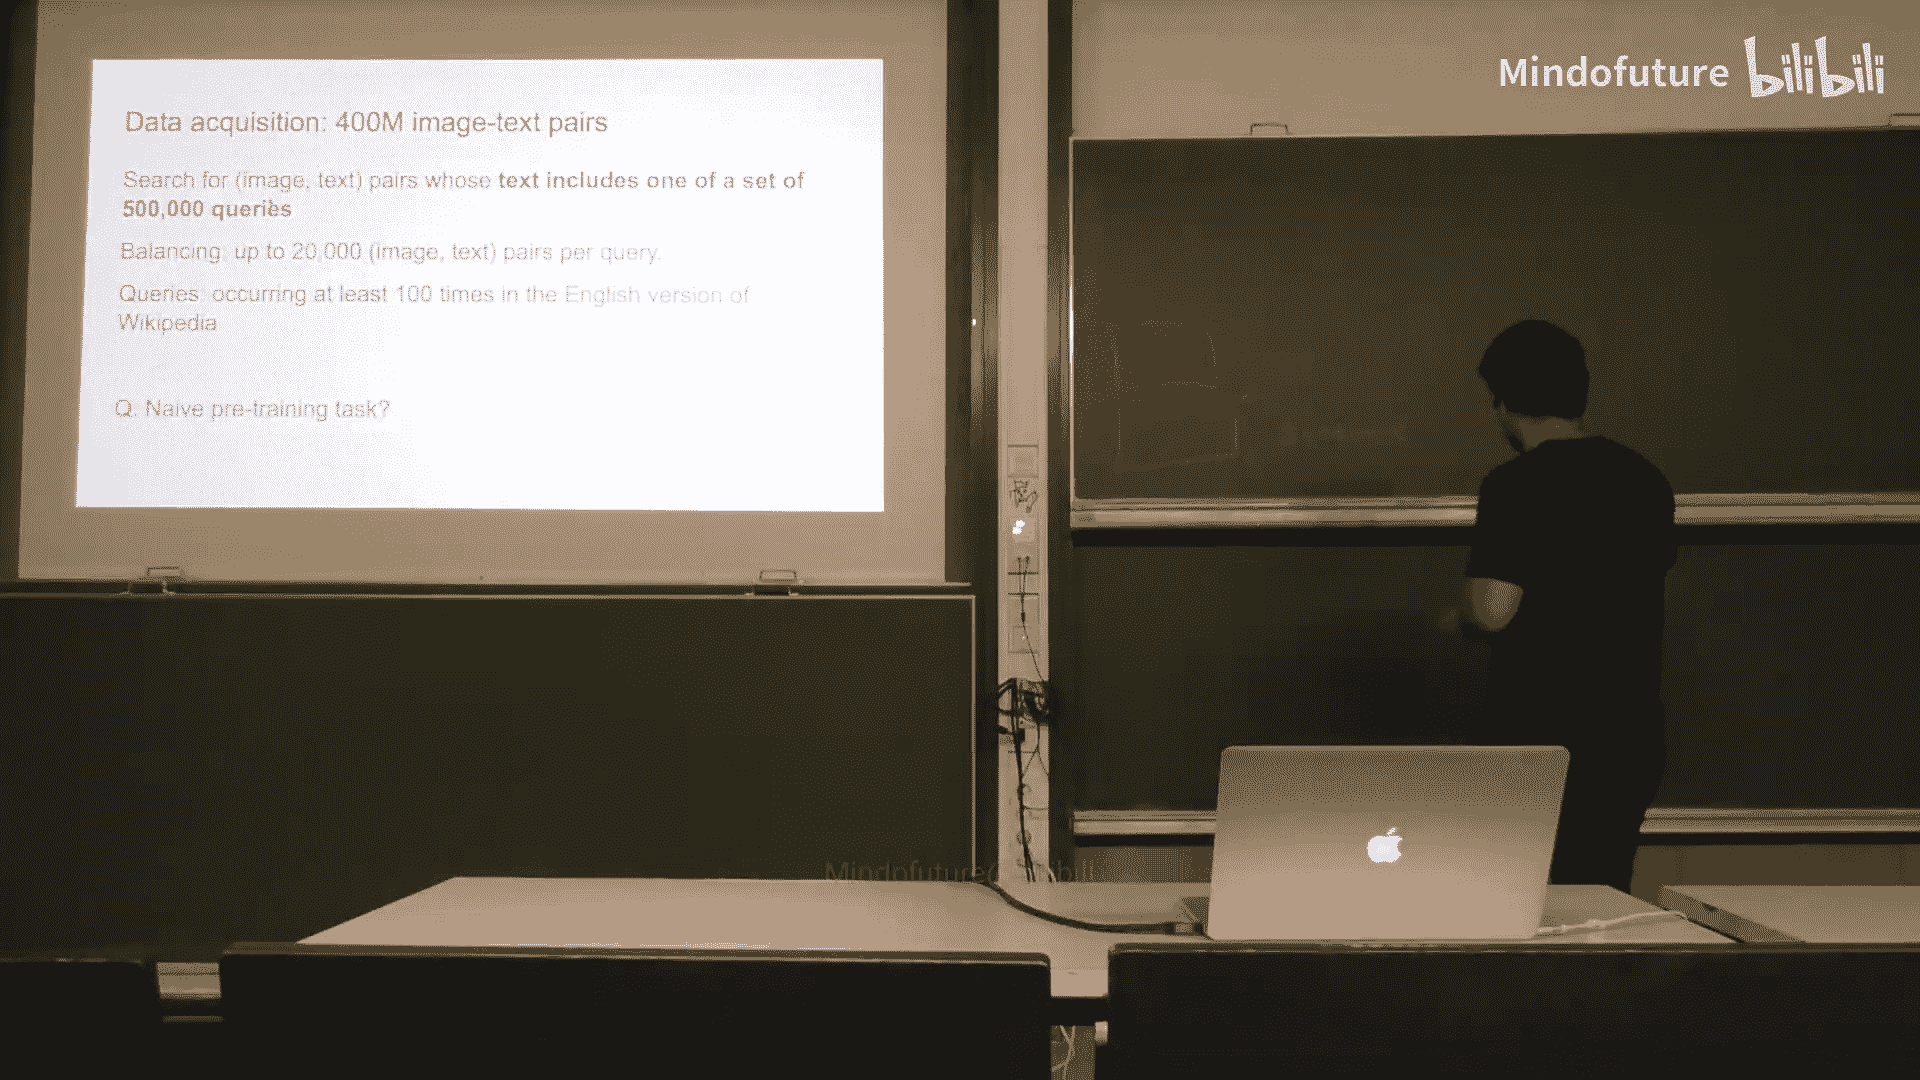 Data acquisition: 400M image-text pairs
Search for (image, text) pairs whose text includes one of a set of
500,000 queries
Balancing: up to 20,000 (image, text) pairs per query.
Queries: occurring at least 100 times in the English version of
Wikipedia
Q. Naive pre-training task?
Mindofuture bilibili